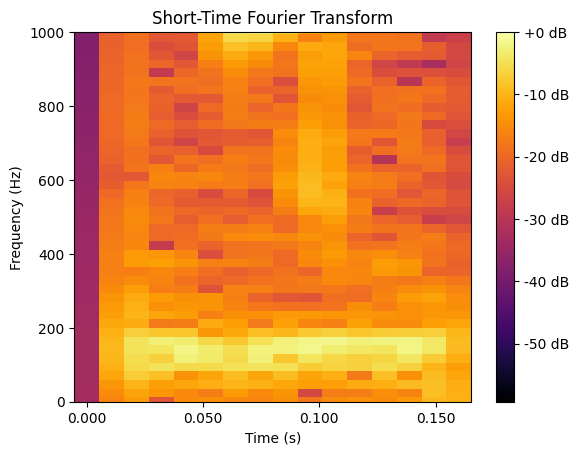 Short-Time Fourier Transform
1000
800
600
400
200
0
Frequency (Hz)
0.000
0.050
0.100
0.150
Time (s)
+0 dB
-10 dB
-20 dB
-30 dB
-40 dB
-50 dB